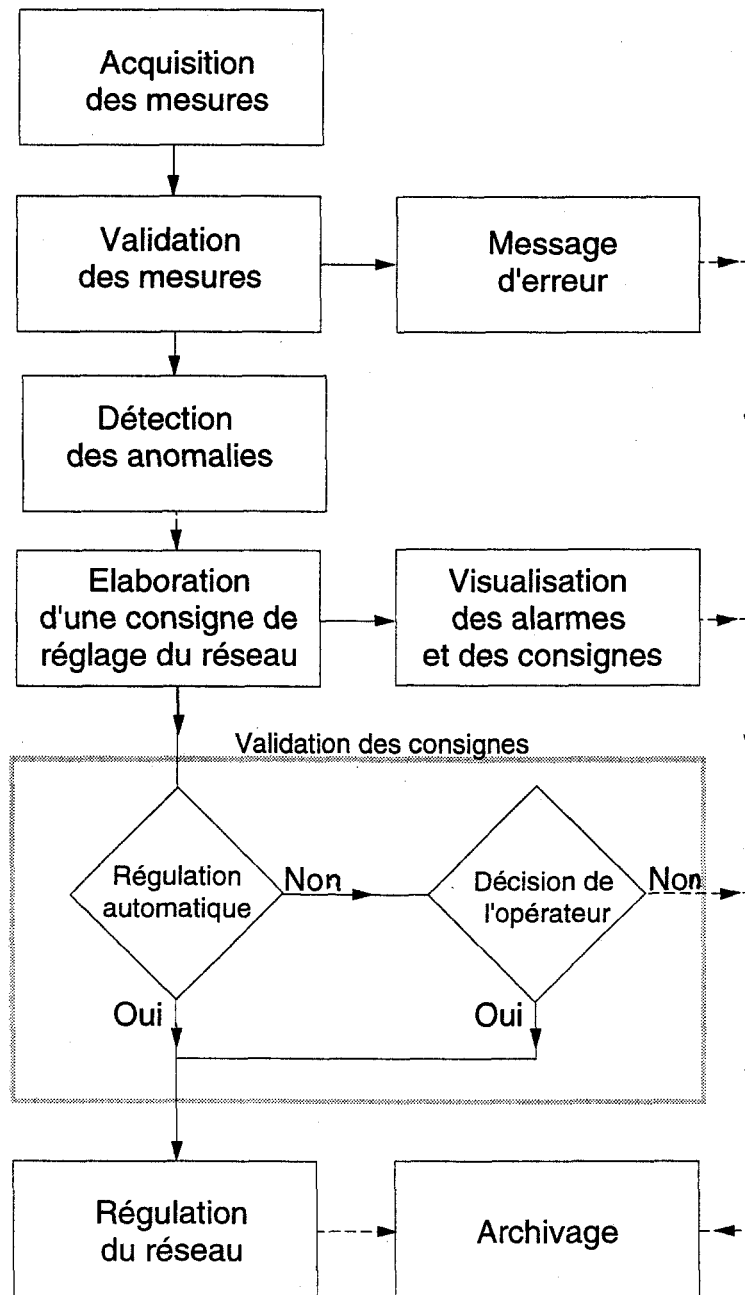 Acquisition
des mesures
Validation
des mesures
Message
d'erreur
Détection
des anomalies
Elaboration
d'une consigne de
réglage du réseau
Visualisation
des alarmes
et des consignes
Validation des consignes
Régulation
automatique
Non
Décision de
l'opérateur
Non
Oui
Oui
Régulation
du réseau
Archivage